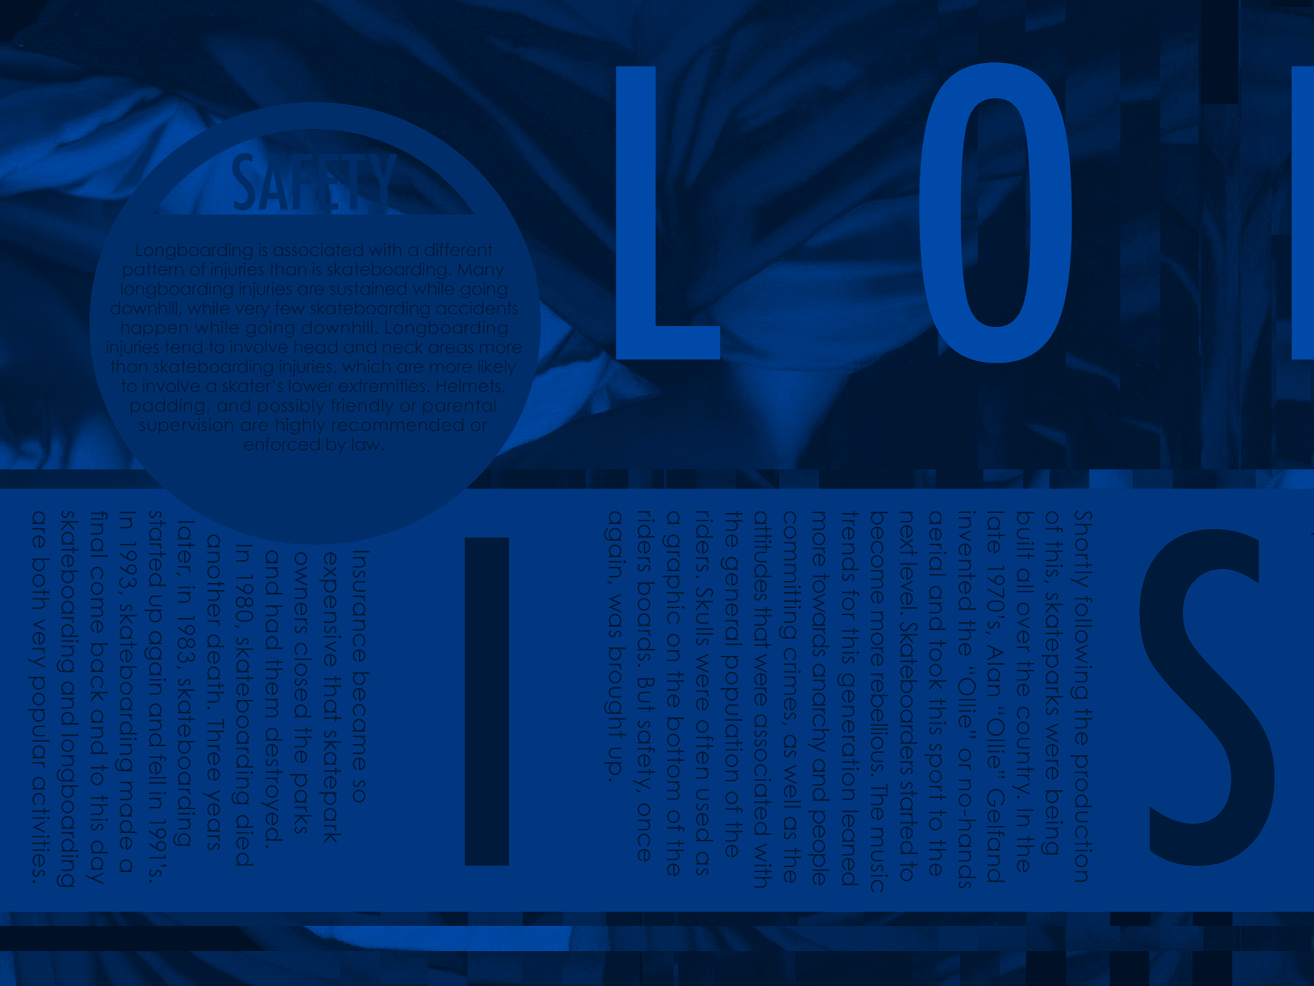 L O
SAFETY
Longboarding is associated with a different
pattern of injuries than is skateboarding. Many
longboarding injuries are sustained while going
downhill, while very few skateboarding accidents
happen while going downhill. Longboarding
injuries tend to involve head and neck areas more
than skateboarding injuries, which are more likely
to involve a skater's lower extremities. Helmets,
padding, and possibly friendly or parental
supervision are highly recommended or
enforced by law.
I S
Shortly following the production
of this, skateparks were being
built all over the country. In the
late 1970's, Alan “Ollie” Gelfand
invented the “Ollie” or no-hands
aerial and took this sport to the
next level. Skateboarders started to
become more rebellious. The music
trends for this generation leaned
more towards anarchy and people
committing crimes, as well as the
attitudes that were associated with
the general population of the
riders. Skulls were often used as
a graphic on the bottom of the
riders boards. But safety, once
again, was brought up.
Insurance became so
expensive that skatepark
owners closed the parks
and had them destroyed.
In 1980, skateboarding died
another death. Three years
later, in 1983, skateboarding
started up again and fell in 1991's.
In 1993, skateboarding made a
final come back and to this day
skateboarding and longboarding
are both very popular activities.